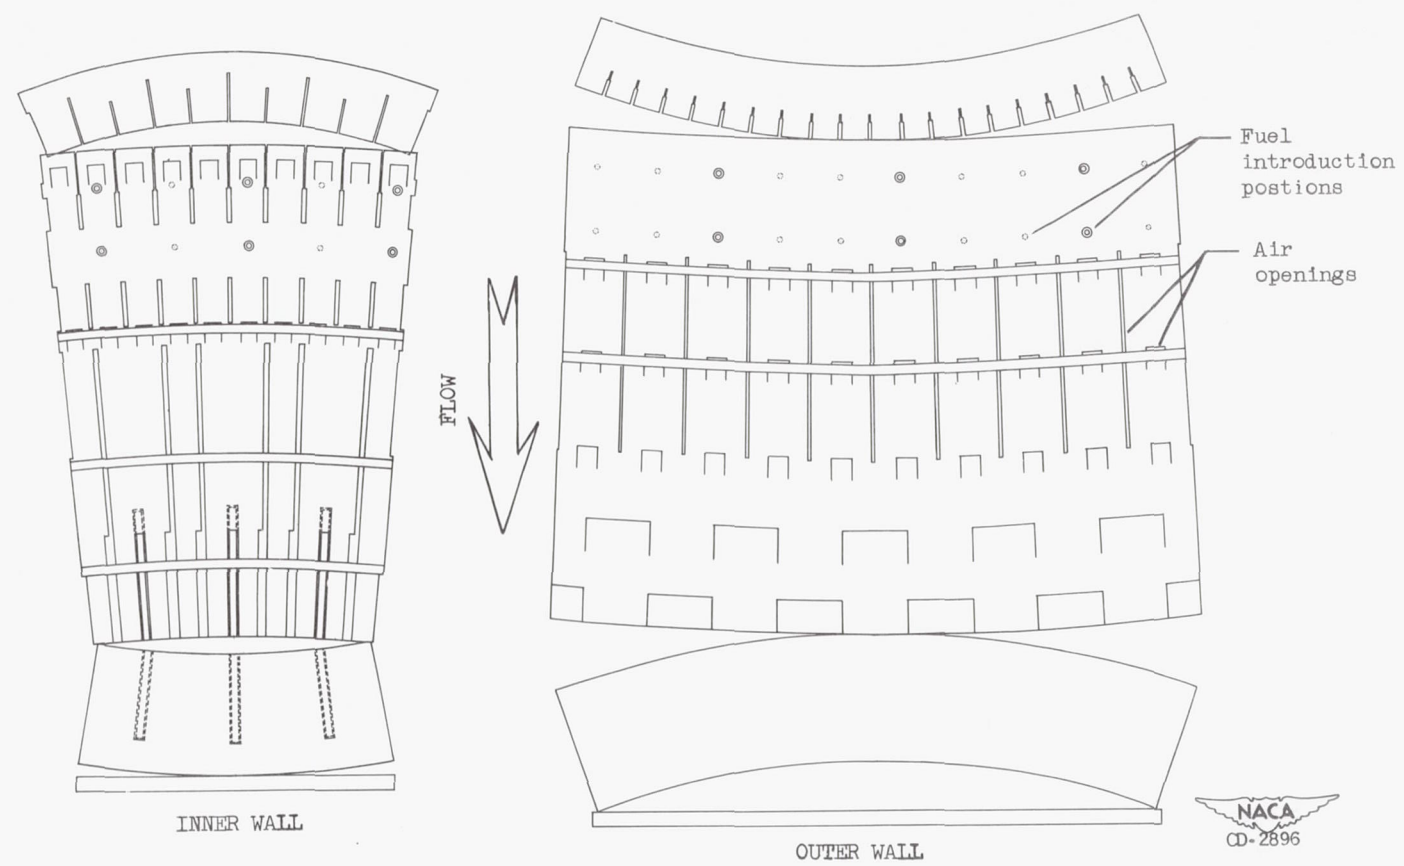 Fuel
introduction
postions
Air
openings
FLOW
INNER WALL
OUTER WALL
NACA
CD-2896